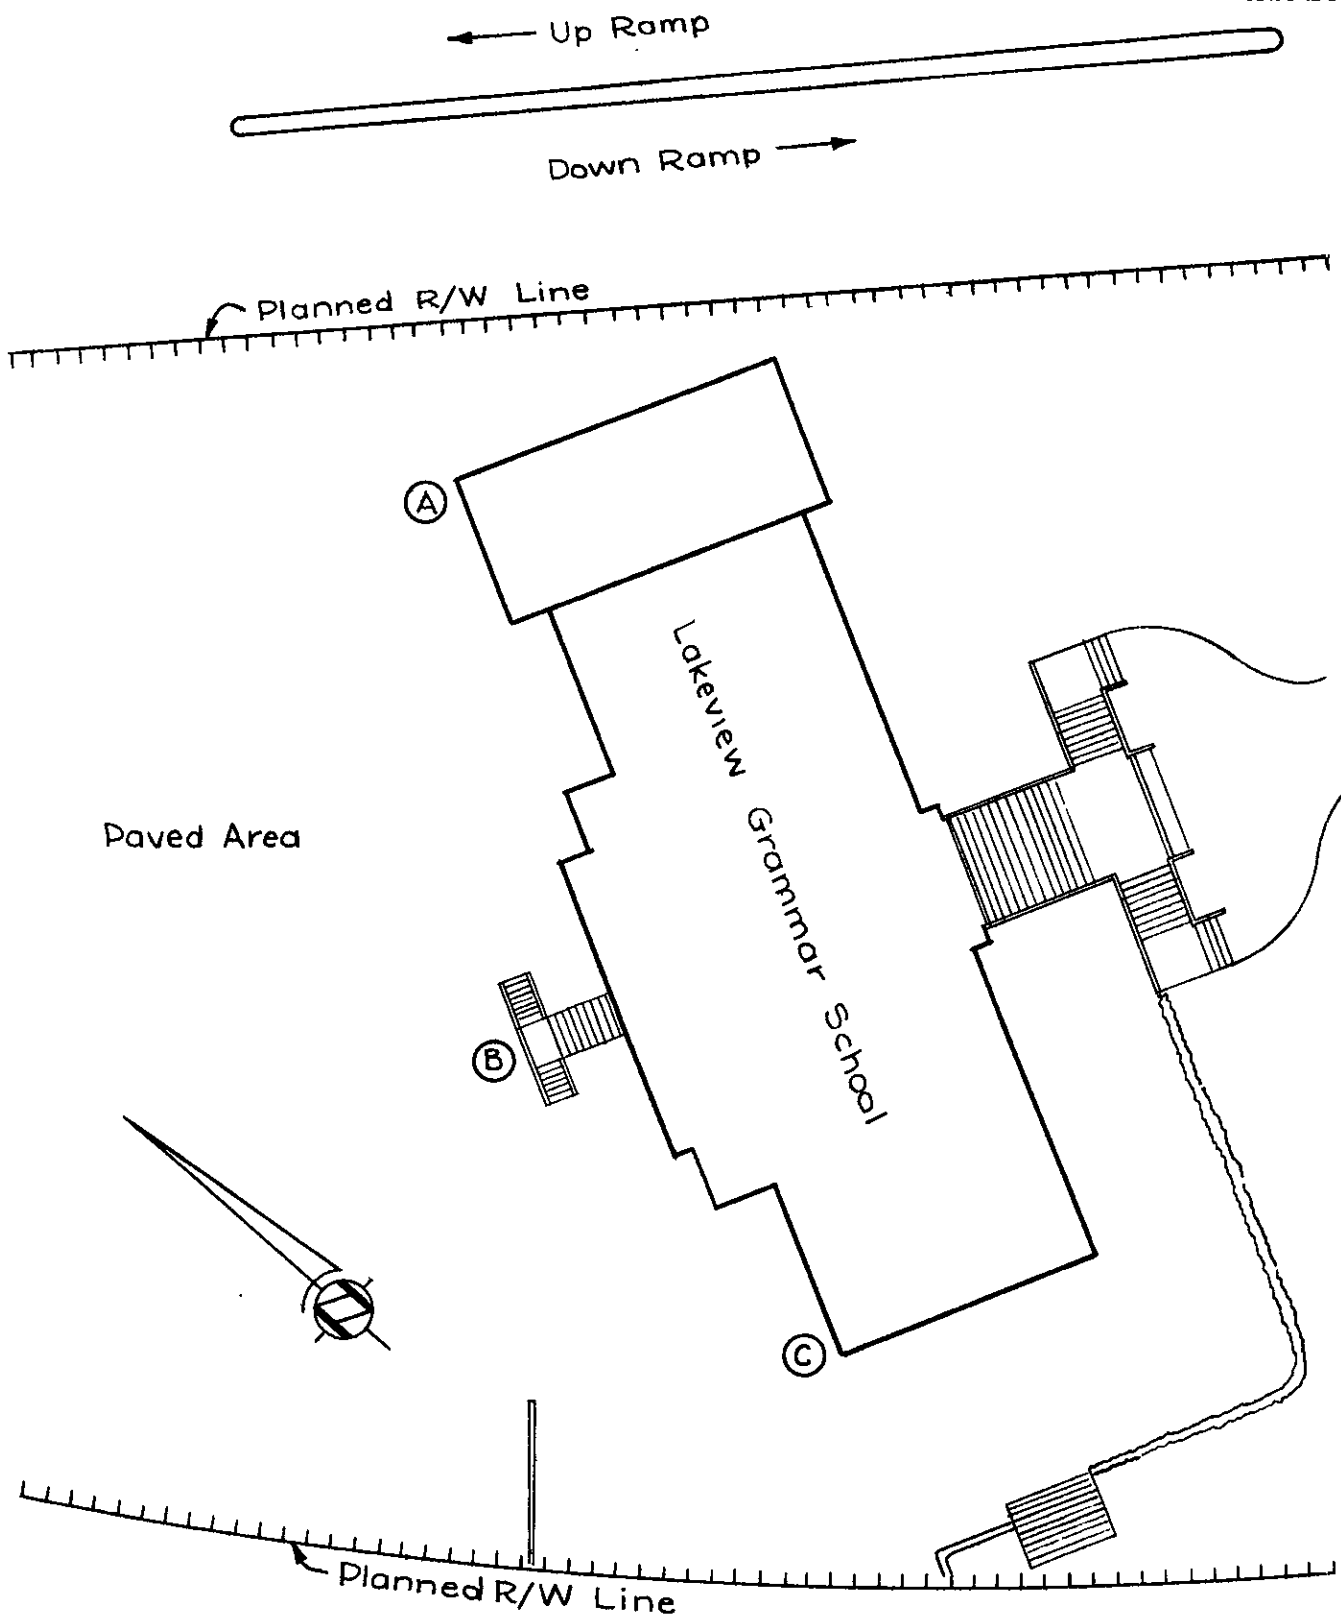 Up Ramp
Down Ramp
Planned R/W Line
A
Lakeview Grammar School
Paved Area
B
C
Planned R/W Line